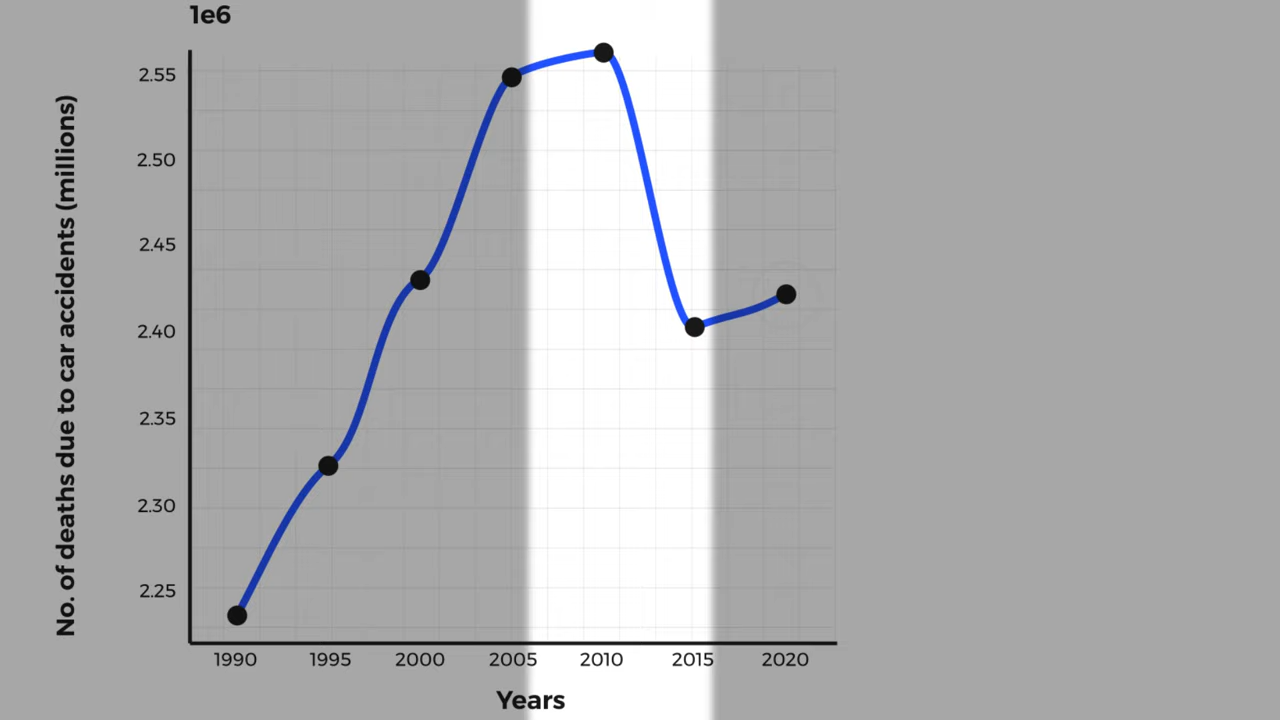 1e6
No. of deaths due to car accidents (millions)
2.55
2.50
2.45
2.40
2.35
2.30
2.25
1990 1995 2000 2005 2010 2015 2020
Years